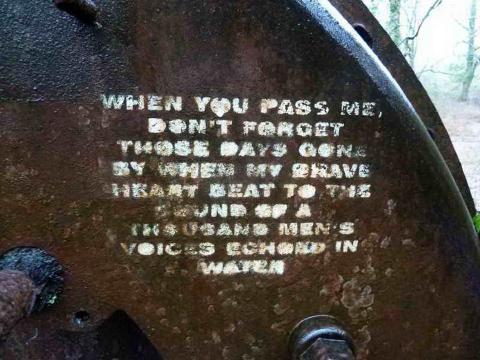 WHEN YOU PASS ME,
DON'T FORGET
THOSE DAYS GONE
BY WHEN MY BRAVE
HEART BEAT TO THE
SOUND OF A
THOUSAND MEN'S
VOICES ECHOED IN
WATER